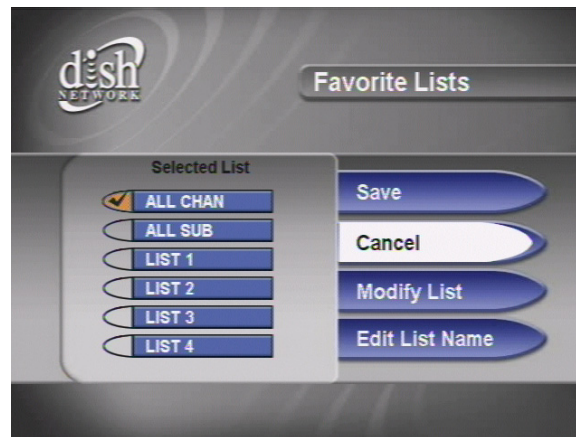 dish
NETWORK
Favorite Lists
Selected List
ALL CHAN
ALL SUB
LIST 1
LIST 2
LIST 3
LIST 4
Save
Cancel
Modify List
Edit List Name